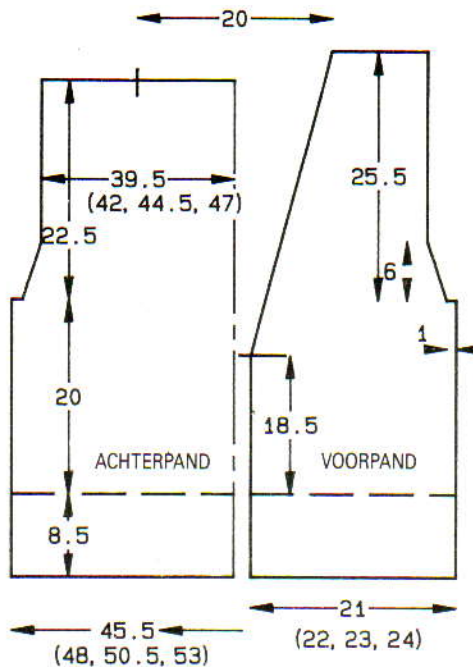 20
39.5
(42, 44.5, 47)
22.5
25.5
6
1
20
18.5
ACHTERPAND
VOORPAND
8.5
45.5
(48, 50.5, 53)
21
(22, 23, 24)